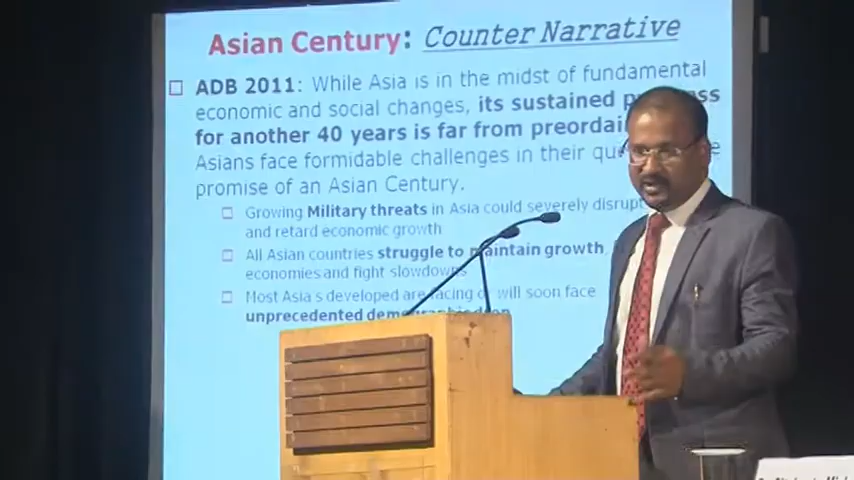 Asian Century: Counter Narrative
ADB 2011: While Asia is in the midst of fundamental
economic and social changes, its sustained
for another 40 years is far from
Asians face formidable challenges in their
promise of an Asian Century.
Growing Military threats in Asia could severely disrupt
and retard economic growth
All Asian countries struggle to maintain growth,
economies and fight slowdowns
Most Asia's developed are facing or will soon face
unprecedented